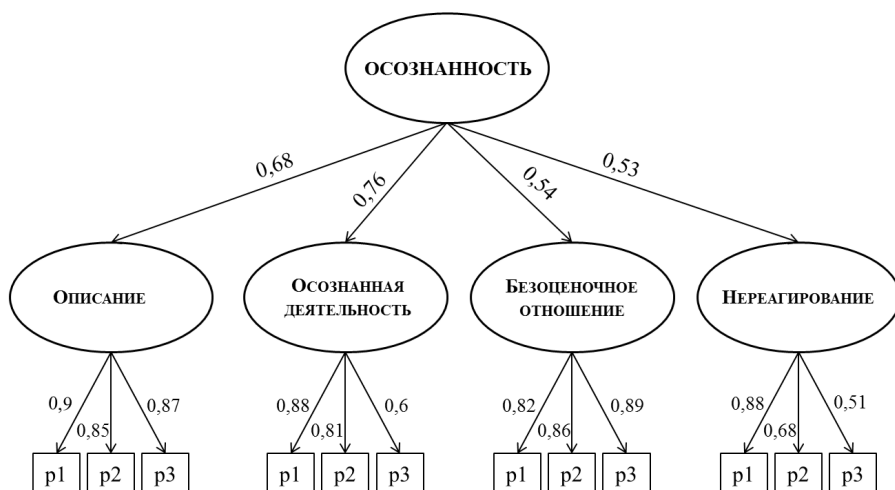 ОСОЗНАННОСТЬ
0,68
0,76
0,54
0,53
ОПИСАНИЕ
ОСОЗНАННАЯ
ДЕЯТЕЛЬНОСТЬ
БЕЗОЦЕНОЧНОЕ
ОТНОШЕНИЕ
НЕРЕАГИРОВАНИЕ
0,9
0,85
0,87
0,88
0,81
0,6
0,82
0,86
0,89
0,88
0,68
0,51
p1 p2 p3
p1 p2 p3
p1 p2 p3
p1 p2 p3